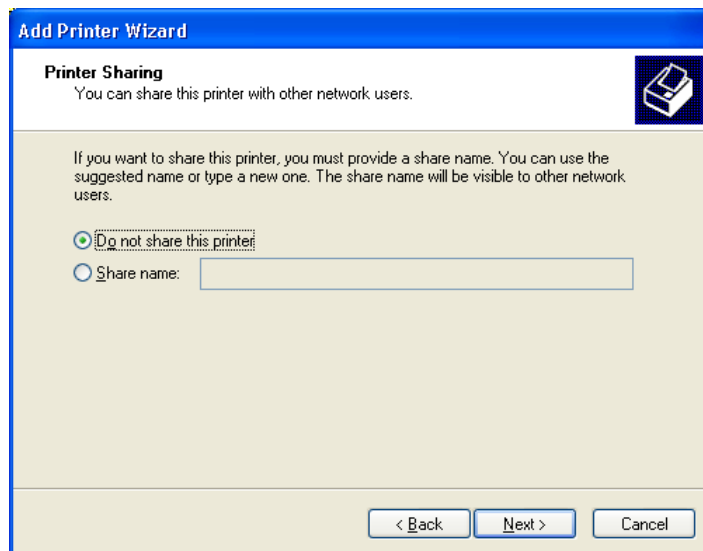 Add Printer Wizard
Printer Sharing
You can share this printer with other network users.
If you want to share this printer, you must provide a share name. You can use the
suggested name or type a new one. The share name will be visible to other network
users.
Do not share this printer
Share name:
< Back Next > Cancel